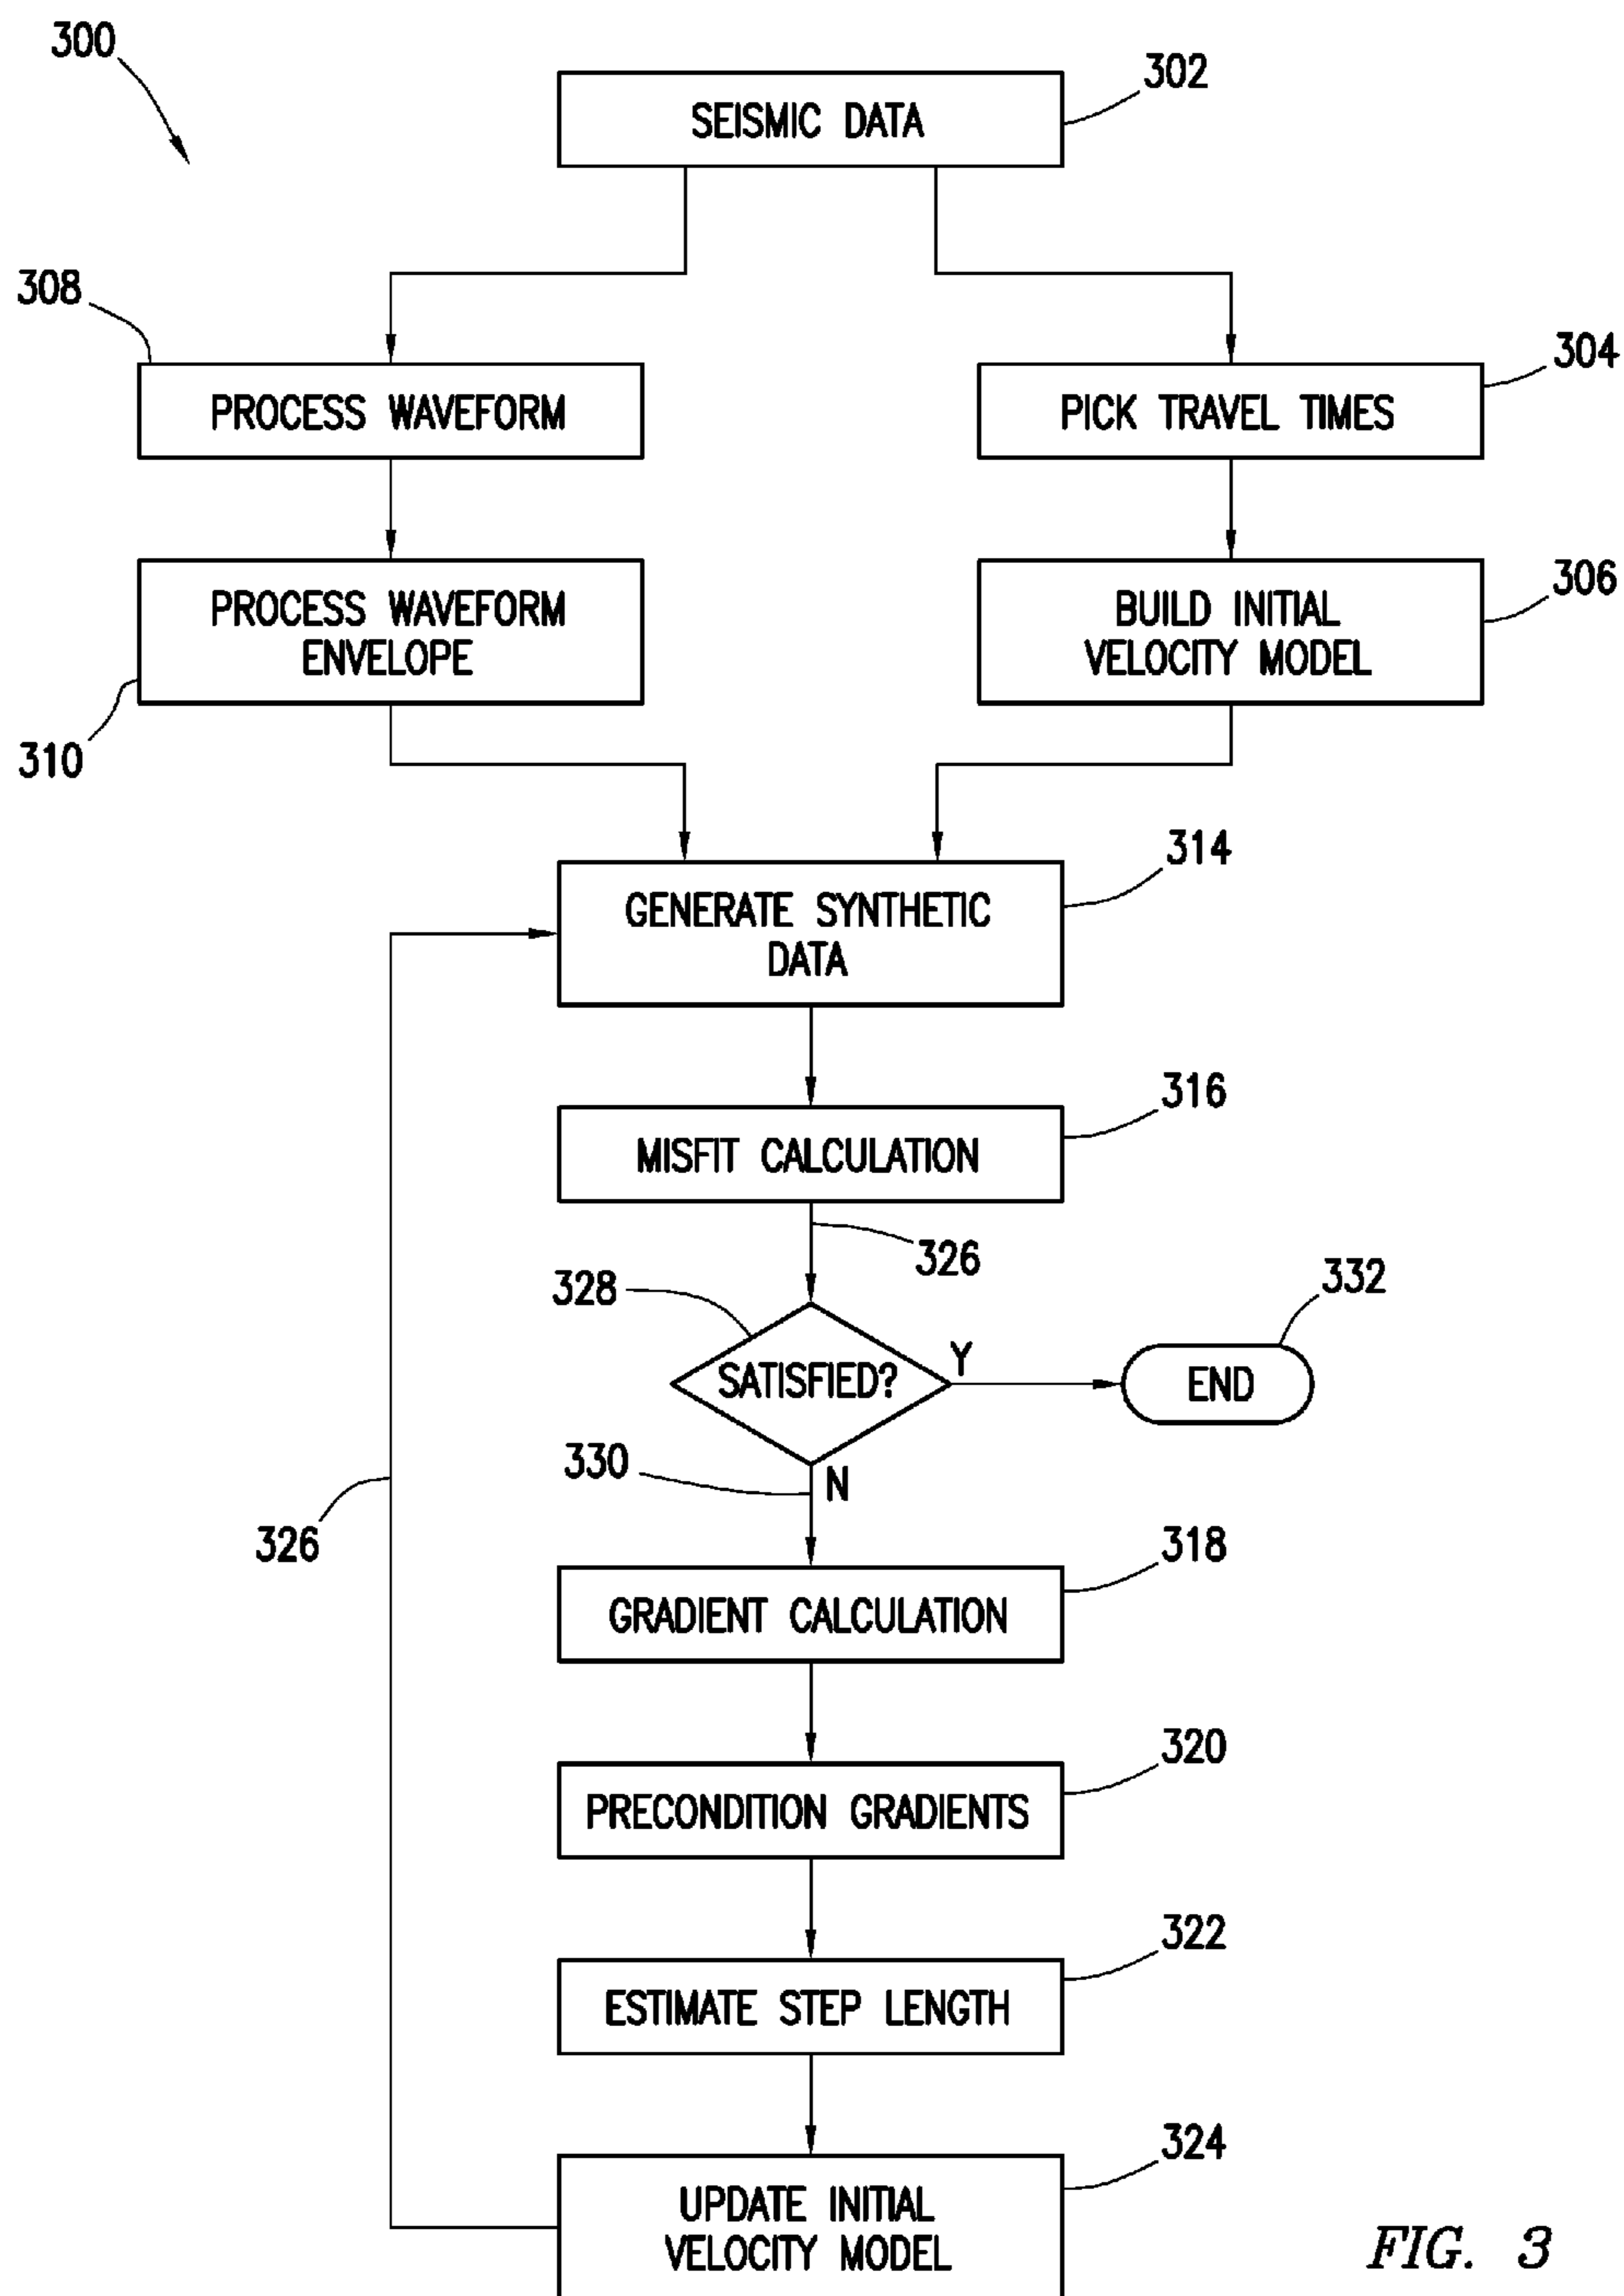 300
302
SEISMIC DATA
308
304
PROCESS WAVEFORM
PICK TRAVEL TIMES
PROCESS WAVEFORM
ENVELOPE
306
BUILD INITIAL
VELOCITY MODEL
310
314
GENERATE SYNTHETIC
DATA
316
MISFIT CALCULATION
326
328
332
SATISFIED?
Y
END
330
N
326
318
GRADIENT CALCULATION
320
PRECONDITION GRADIENTS
322
ESTIMATE STEP LENGTH
324
UPDATE INITIAL
VELOCITY MODEL
FIG. 3